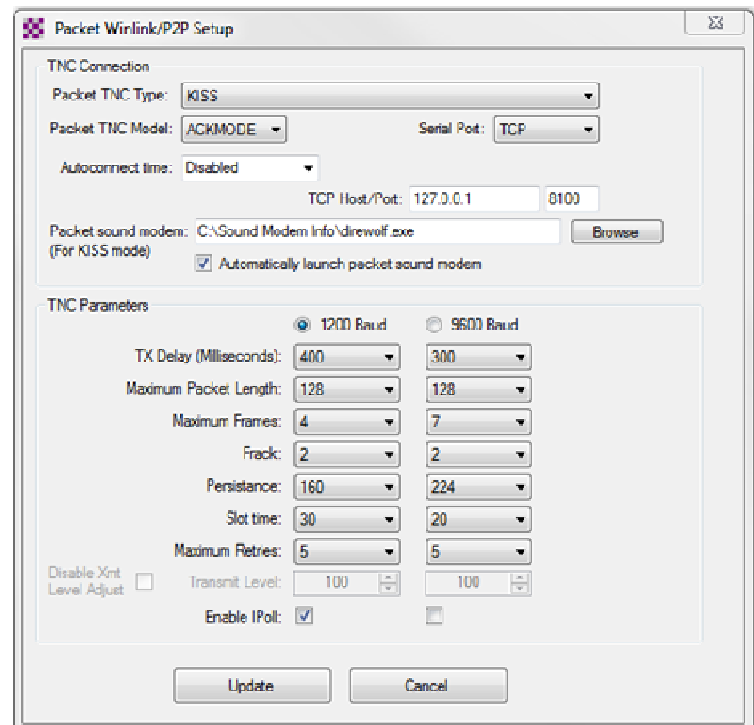 Packet Winlink/P2P Setup
TNC Connection
Packet TNC Type: KISS
Packet TNC Model: ACKMODE Serial Port: TCP
Autoconnect time: Disabled
TCP Host/Port: 127.0.0.1 8100
Packet sound modem: C:\Sound Modem Info\direwolf.exe Browse
(For KISS mode)
Automatically launch packet sound modem
TNC Parameters
1200 Baud 9600 Baud
TX Delay (Milliseconds): 400 300
Maximum Packet Length: 128 128
Maximum Frames: 4 7
Frack: 2 2
Persistance: 160 224
Slot time: 30 20
Maximum Retries: 5 5
Disable Xmt
Level Adjust Transmit Level: 100 100
Enable IPoll:
Update Cancel